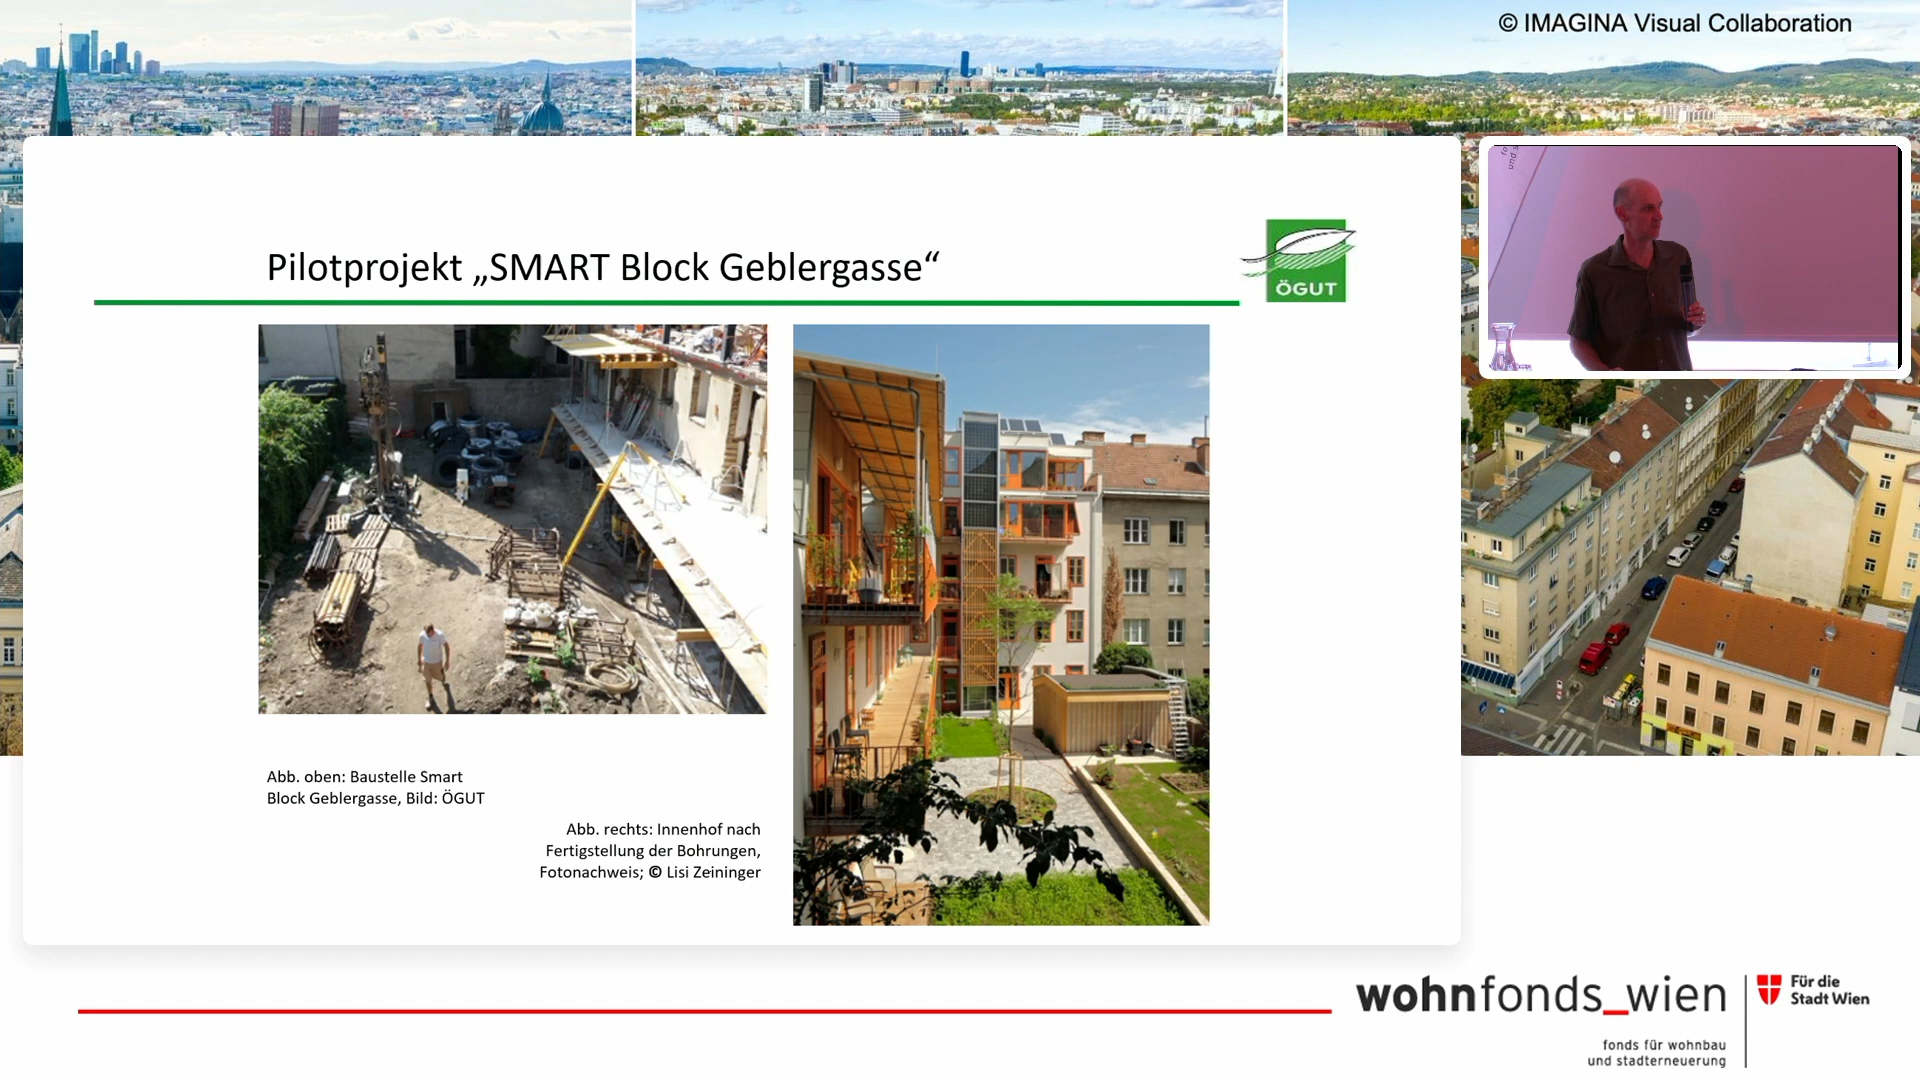 © IMAGINA Visual Collaboration
Pilotprojekt „SMART Block Geblergasse“
ÖGUT
Abb. oben: Baustelle Smart
Block Geblergasse, Bild: ÖGUT
Abb. rechts: Innenhof nach
Fertigstellung der Bohrungen,
Fotonachweis; © Lisi Zeininger
wohnfonds_wien
fonds für wohnbau
und stadterneuerung
Für die
Stadt Wien